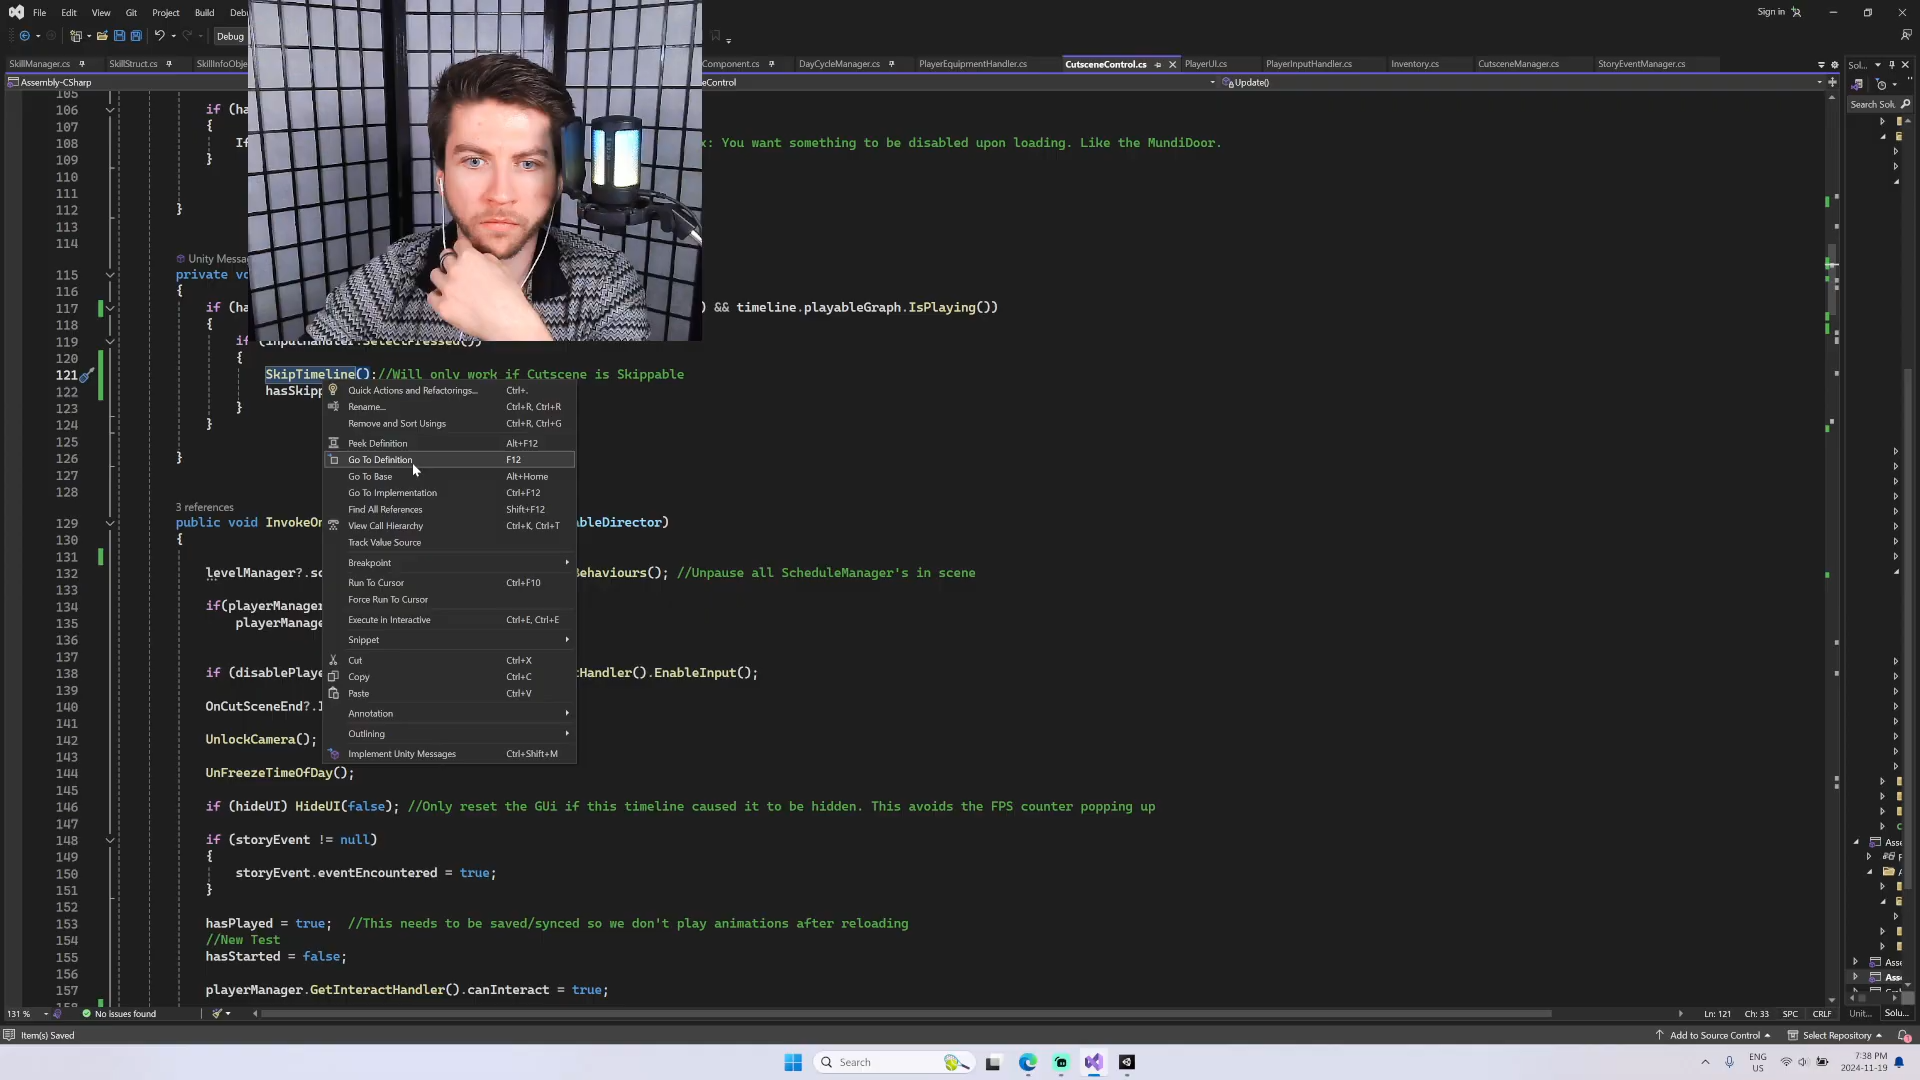 File Edit View Git Project Build Debu Sign in
Debug
SkillManager.cs SkillStruct.cs SkillInfoObje Component.cs DayCycleManager.cs PlayerEquipmentHandler.cs CutsceneControl.cs PlayerUI.cs PlayerInputHandler.cs Inventory.cs CutsceneManager.cs StoryEventManager.cs Sol...
Assembly-CSharp eControl Update()
Search Solu
105
106 if (ha
107 {
108 If x: You want something to be disabled upon loading. Like the MundiDoor.
109 }
110
111
112 }
113
114
Unity Messa
115 private vo
116 {
117 if (ha ) && timeline.playableGraph.IsPlaying())
118 {
119 if (inputHandler.SelectPressed())
120 {
121 SkipTimeline();//Will only work if Cutscene is Skippable
122 hasSkipp
123 }
124 }
125
126 }
127
128
3 references
129 public void InvokeOn ableDirector)
130 {
131
132 levelManager?.sc Behaviours(); //Unpause all ScheduleManager's in scene
133
134 if(playerManager
135 playerManage
136
137
138 if (disablePlaye tHandler().EnableInput();
139
140 OnCutSceneEnd?.I
141
142 UnlockCamera();
143
144 UnFreezeTimeOfDay();
145
146 if (hideUI) HideUI(false); //Only reset the GUi if this timeline caused it to be hidden. This avoids the FPS counter popping up
147
148 if (storyEvent != null)
149 {
150 storyEvent.eventEncountered = true;
151 }
152
153 hasPlayed = true; //This needs to be saved/synced so we don't play animations after reloading
154 //New Test
155 hasStarted = false;
156
157 playerManager.GetInteractHandler().canInteract = true;
Quick Actions and Refactorings... Ctrl+.
Rename... Ctrl+R, Ctrl+R
Remove and Sort Usings Ctrl+R, Ctrl+G
Peek Definition Alt+F12
Go To Definition F12
Go To Base Alt+Home
Go To Implementation Ctrl+F12
Find All References Shift+F12
View Call Hierarchy Ctrl+K, Ctrl+T
Track Value Source
Breakpoint
Run To Cursor Ctrl+F10
Force Run To Cursor
Execute in Interactive Ctrl+E, Ctrl+E
Snippet
Cut Ctrl+X
Copy Ctrl+C
Paste Ctrl+V
Annotation
Outlining
Implement Unity Messages Ctrl+Shift+M
Asse
Asse
Ass
131 % No issues found Ln: 121 Ch: 33 SPC CRLF Unit... Solu...
Item(s) Saved Add to Source Control Select Repository
Search ENG
US 7:38 PM
2024-11-19